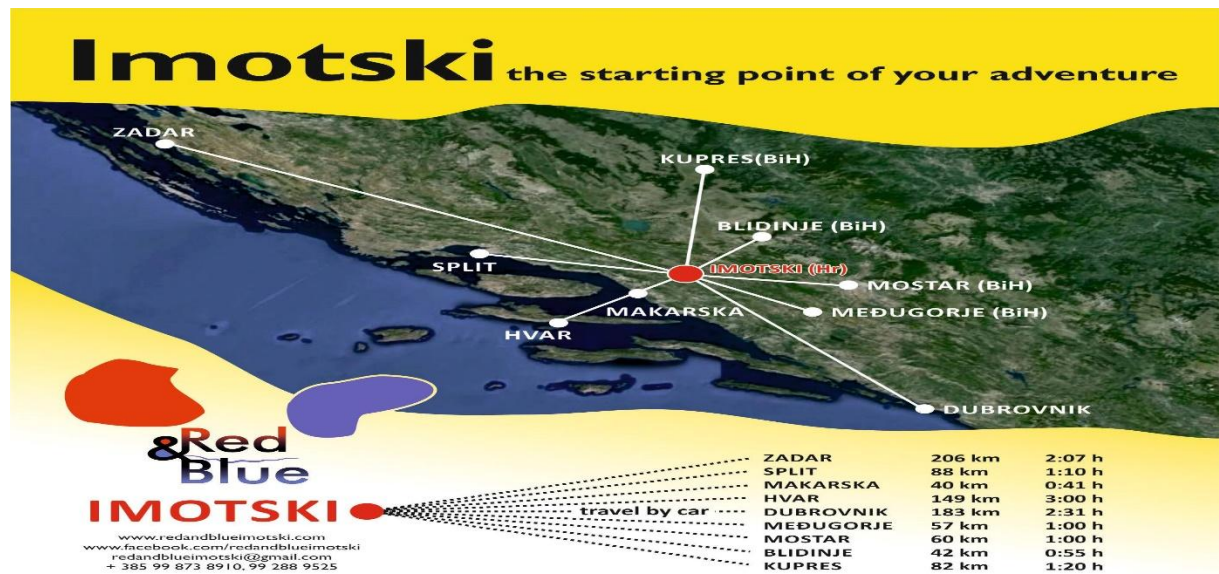 Imotski the starting point of your adventure
ZADAR
KUPRES(BiH)
BLIDINJE (BiH)
SPLIT
IMOTSKI (Hr)
MOSTAR (BiH)
MAKARSKA
MEĐUGORJE (BiH)
HVAR
DUBROVNIK
&Red
Blue
IMOTSKI
www.redandblueimotski.com
www.facebook.com/redandblueimotski
redandblueimotski@gmail.com
+ 385 99 873 8910, 99 288 9525
travel by car
ZADAR 206 km 2:07 h
SPLIT 88 km 1:10 h
MAKARSKA 40 km 0:41 h
HVAR 149 km 3:00 h
DUBROVNIK 183 km 2:31 h
MEĐUGORJE 57 km 1:00 h
MOSTAR 60 km 1:00 h
BLIDINJE 42 km 0:55 h
KUPRES 82 km 1:20 h